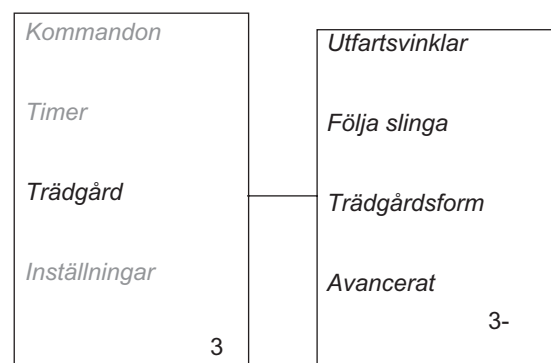 Kommandon
Timer
Trädgård
Inställningar
3
Utfartsvinklar
Följa slinga
Trädgårdsform
Avancerat
3-